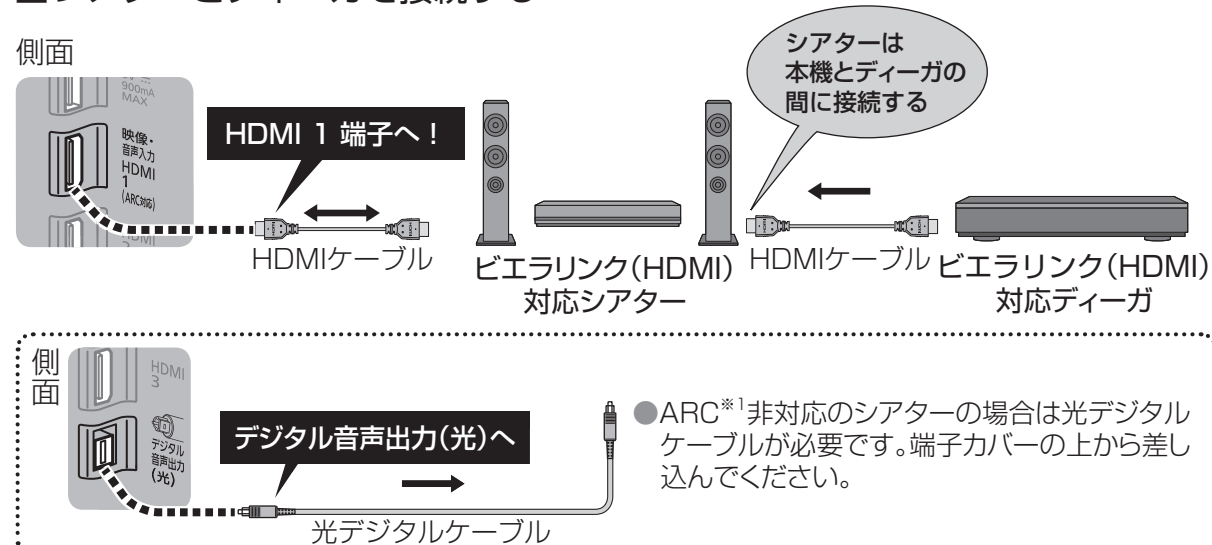 側面
シアターは
本機とディーガの
間に接続する
900mA
MAX
映像・
音声入力
HDMI
1
(ARC対応)
HDMI 1 端子へ！
HDMIケーブル
ビエラリンク(HDMI)
対応シアター
HDMIケーブル
ビエラリンク(HDMI)
対応ディーガ
側面
HDMI
3
デジタル
音声出力
(光)
デジタル音声出力(光)へ
光デジタルケーブル
●ARC※1非対応のシアターの場合は光デジタル
ケーブルが必要です。端子カバーの上から差し
込んでください。